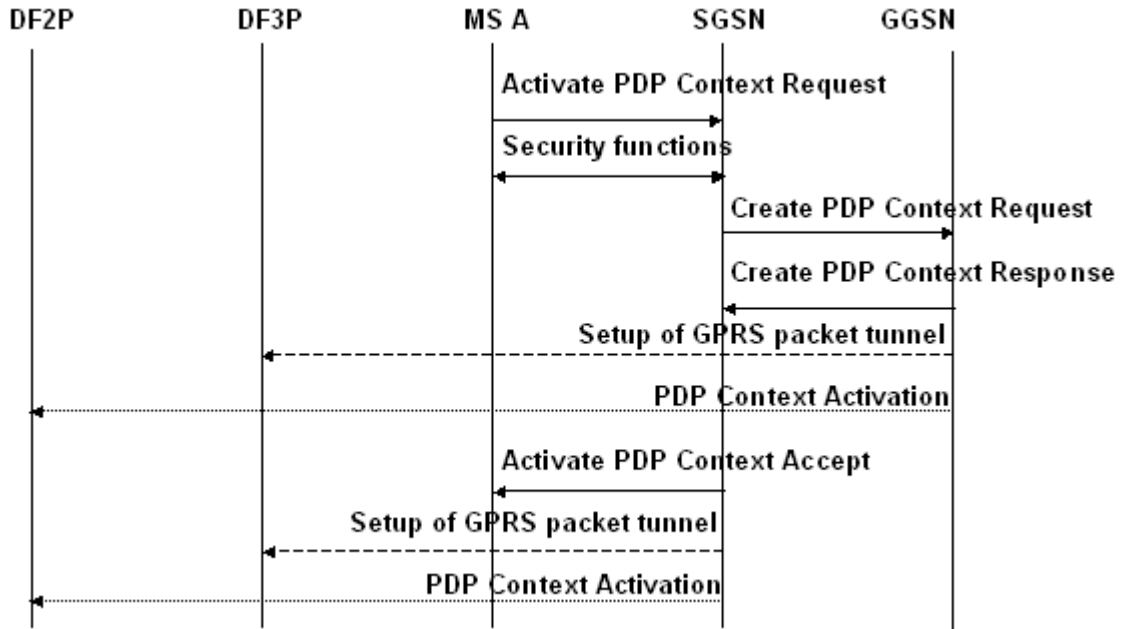 DF2P DF3P MS A SGSN GGSN
Activate PDP Context Request
Security functions
Create PDP Context Request
Create PDP Context Response
Setup of GPRS packet tunnel
PDP Context Activation
Activate PDP Context Accept
Setup of GPRS packet tunnel
PDP Context Activation